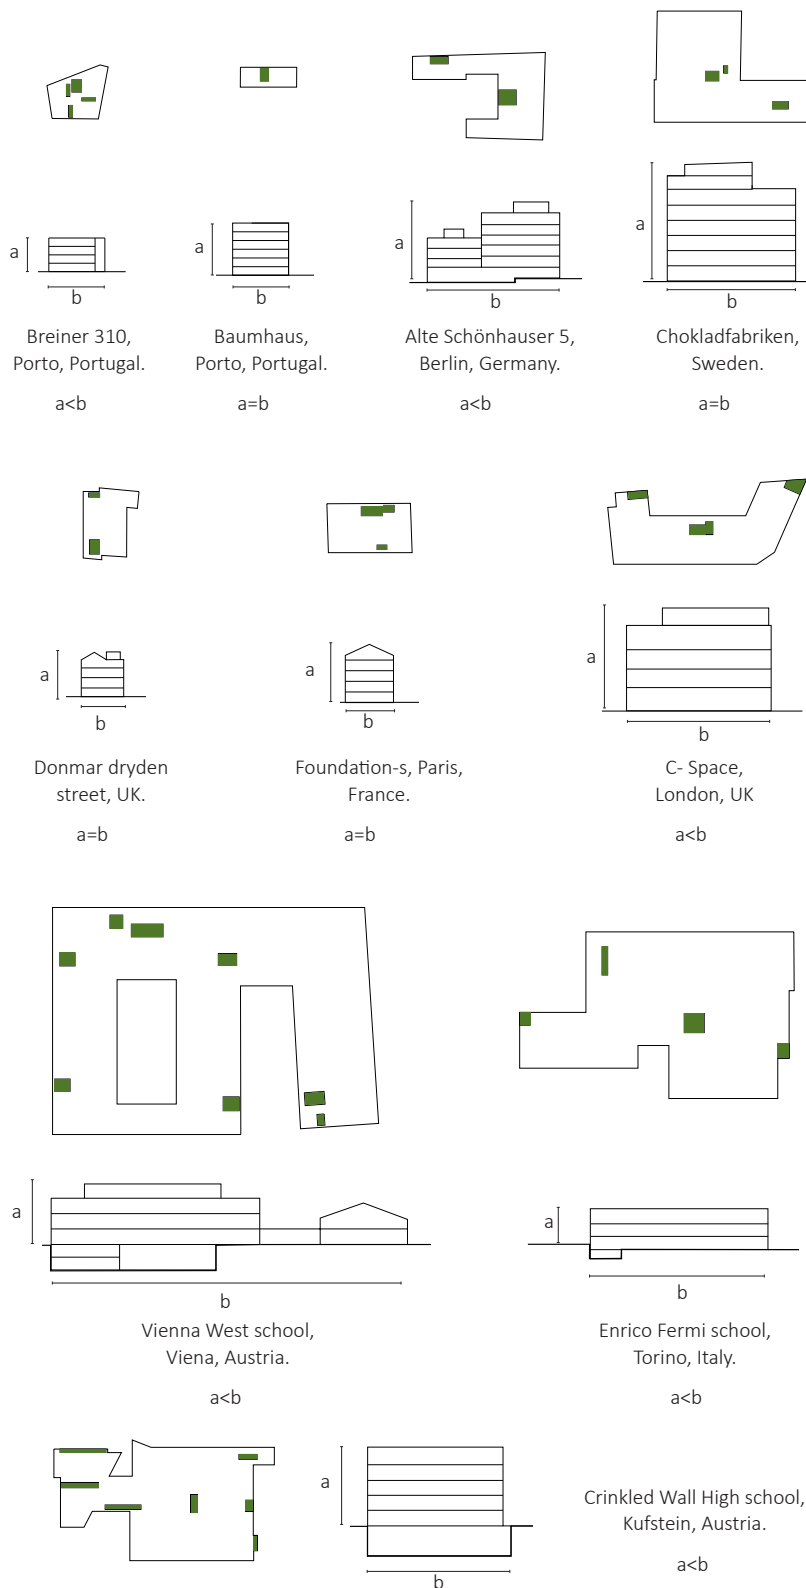 a
b
Breiner 310,
Porto, Portugal.
a<b
a
b
Baumhaus,
Porto, Portugal.
a=b
a
b
Alte Schönhauser 5,
Berlin, Germany.
a<b
a
b
Chokladfabriken,
Sweden.
a=b
a
b
Donmar dryden
street, UK.
a=b
a
b
Foundation-s, Paris,
France.
a=b
a
b
C- Space,
London, UK
a<b
a
b
Vienna West school,
Viena, Austria.
a<b
a
b
Enrico Fermi school,
Torino, Italy.
a<b
a
b
Crinkled Wall High school,
Kufstein, Austria.
a<b